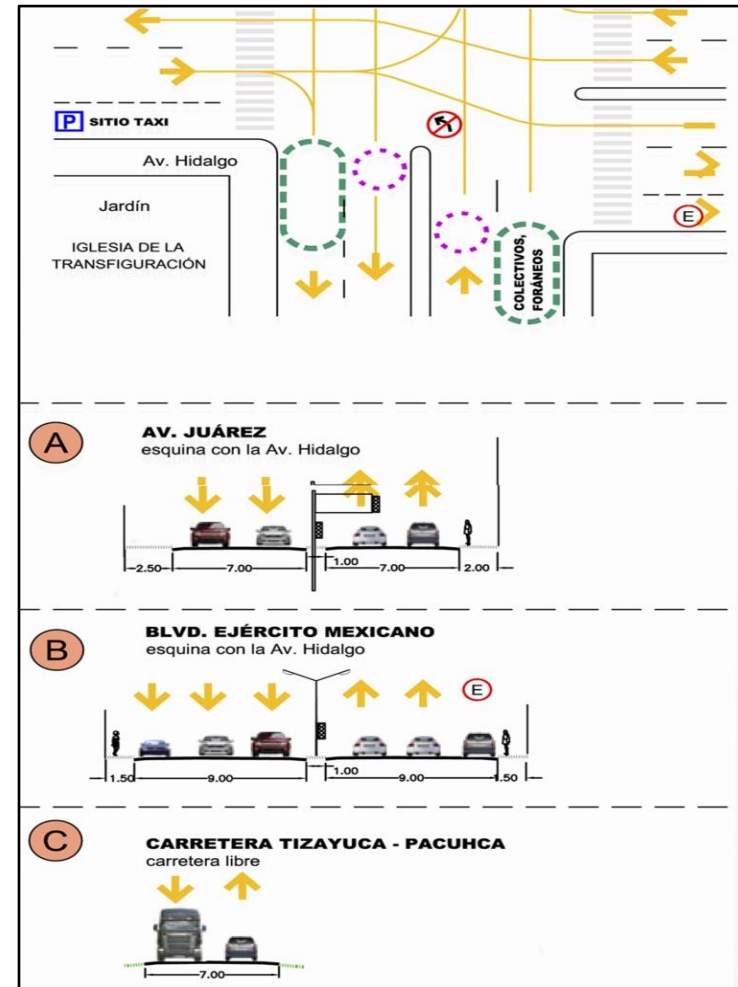 P SITIO TAXI
Av. Hidalgo
Jardín
IGLESIA DE LA
TRANSFIGURACIÓN
E
COLECTIVOS,
FORÁNEOS
A
AV. JUÁREZ
esquina con la Av. Hidalgo
2.50 7.00 1.00 7.00 2.00
B
BLVD. EJÉRCITO MEXICANO
esquina con la Av. Hidalgo
E
1.50 9.00 1.00 9.00 1.50
C
CARRETERA TIZAYUCA - PACUHCA
carretera libre
7.00